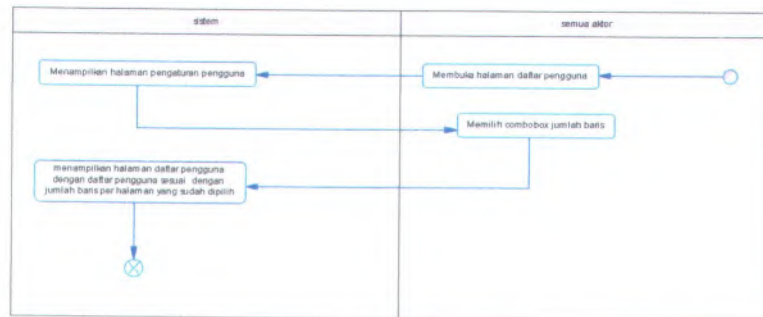 sistem
semua aktor
Menampilkan halaman pengaturan pengguna
Membuka halaman daftar pengguna
Memilih combobox jumlah baris
menampilkan halaman daftar pengguna
dengan daftar pengguna sesuai dengan
jumlah baris per halaman yang sudah dipilih